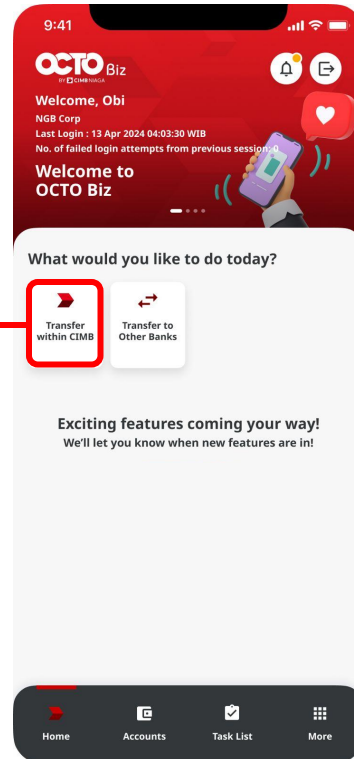 9:41
OCTO Biz
BY CIMB NIAGA
Welcome, Obi
NGB Corp
Last Login : 13 Apr 2024 04:03:30 WIB
No. of failed login attempts from previous session: 0
Welcome to
OCTO Biz
What would you like to do today?
Transfer
within CIMB
Transfer to
Other Banks
Exciting features coming your way!
We'll let you know when new features are in!
Home
Accounts
Task List
More